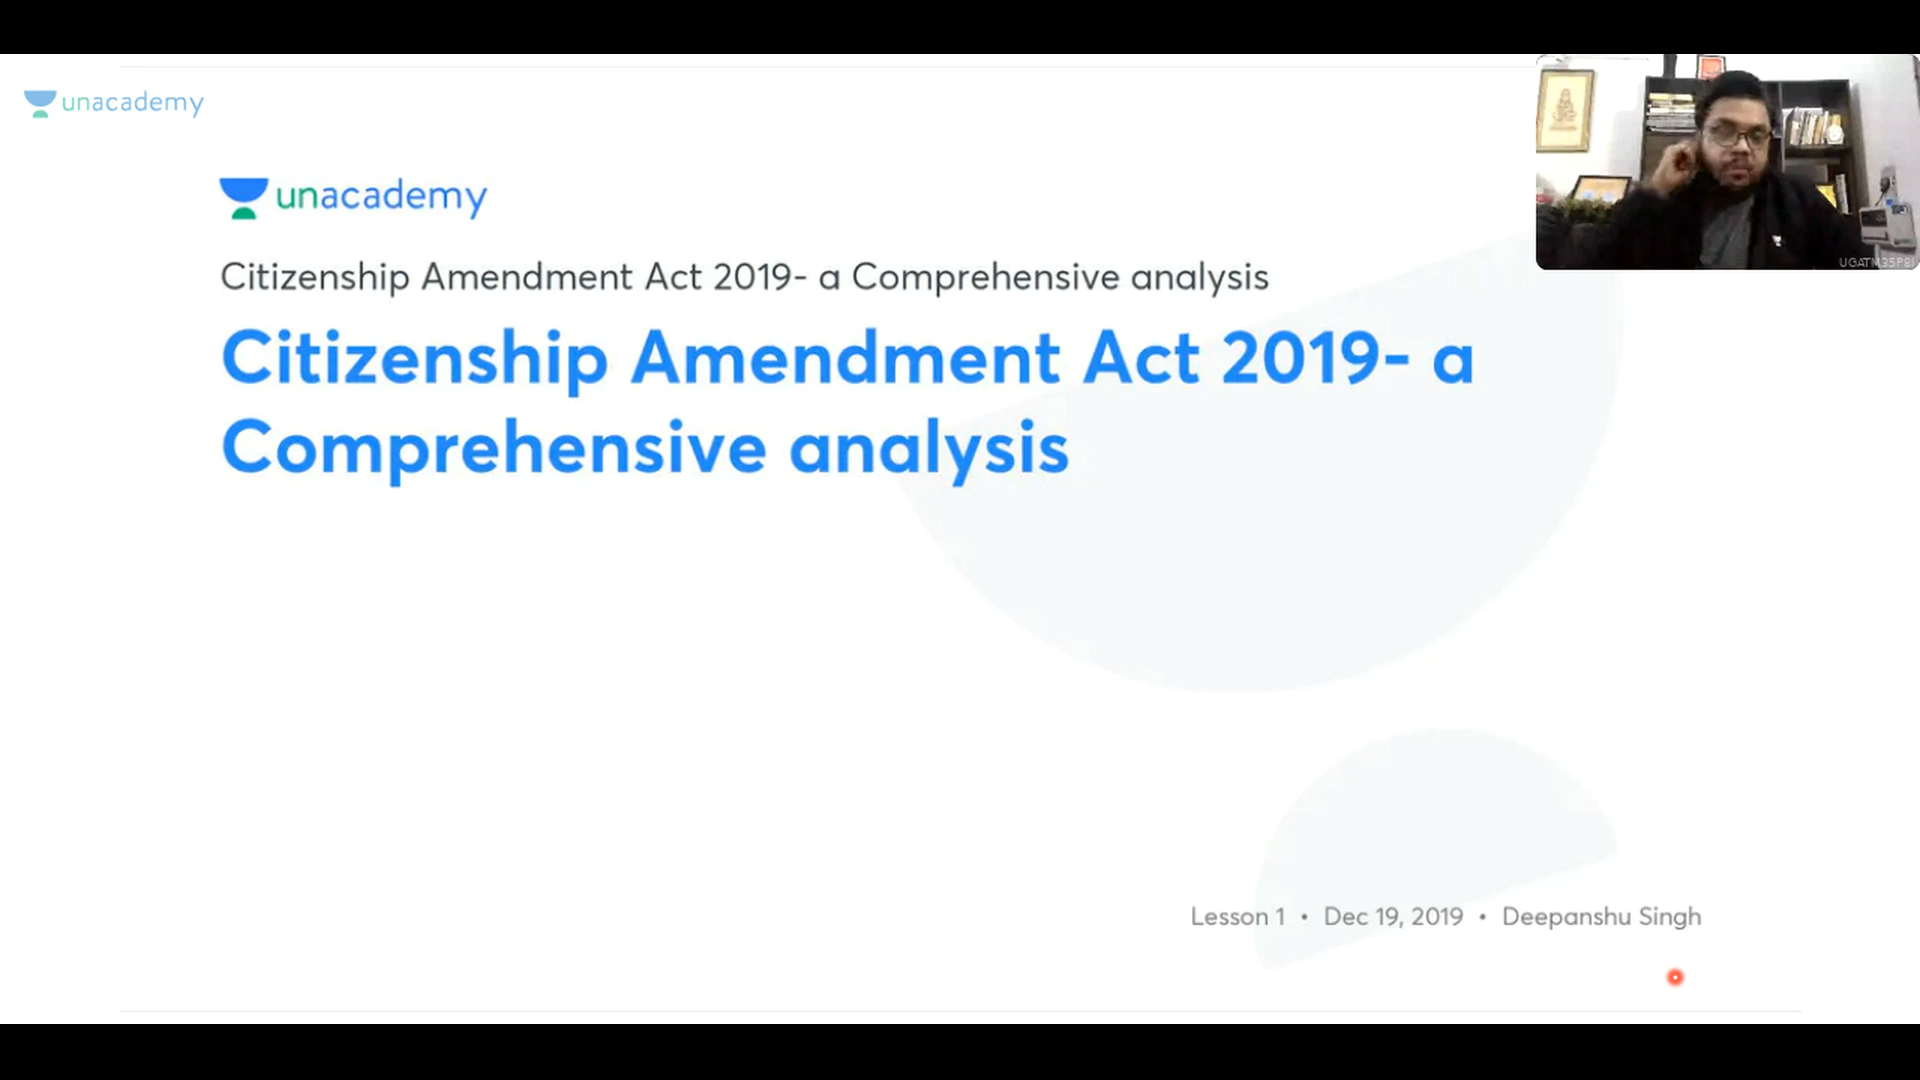 unacademy
unacademy
Citizenship Amendment Act 2019- a Comprehensive analysis
Citizenship Amendment Act 2019- a
Comprehensive analysis
Lesson 1 • Dec 19, 2019 • Deepanshu Singh